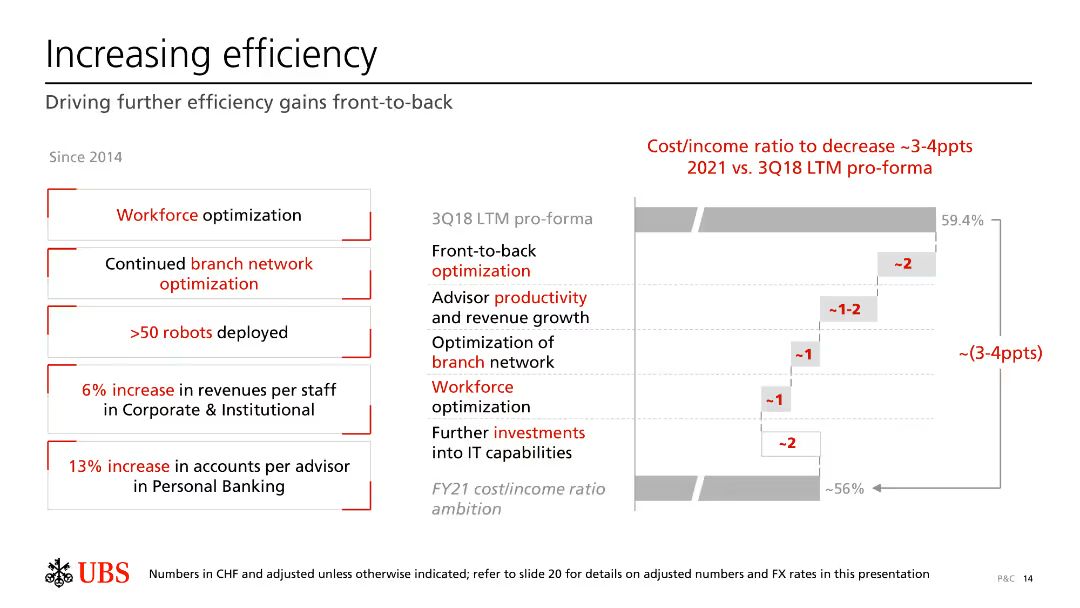 Increasing efficiency
Driving further efficiency gains front-to-back
Since 2014
Workforce optimization
Continued branch network
optimization
>50 robots deployed
6% increase in revenues per staff
in Corporate & Institutional
13% increase in accounts per advisor
in Personal Banking
Cost/income ratio to decrease ~3-4ppts
2021 vs. 3Q18 LTM pro-forma
3Q18 LTM pro-forma
59.4%
Front-to-back
optimization
~2
Advisor productivity
and revenue growth
~1-2
Optimization of
branch network
~1
~(3-4ppts)
Workforce
optimization
~1
Further investments
into IT capabilities
~2
FY21 cost/income ratio
ambition
~56%
UBS
Numbers in CHF and adjusted unless otherwise indicated; refer to slide 20 for details on adjusted numbers and FX rates in this presentation
P&C 14